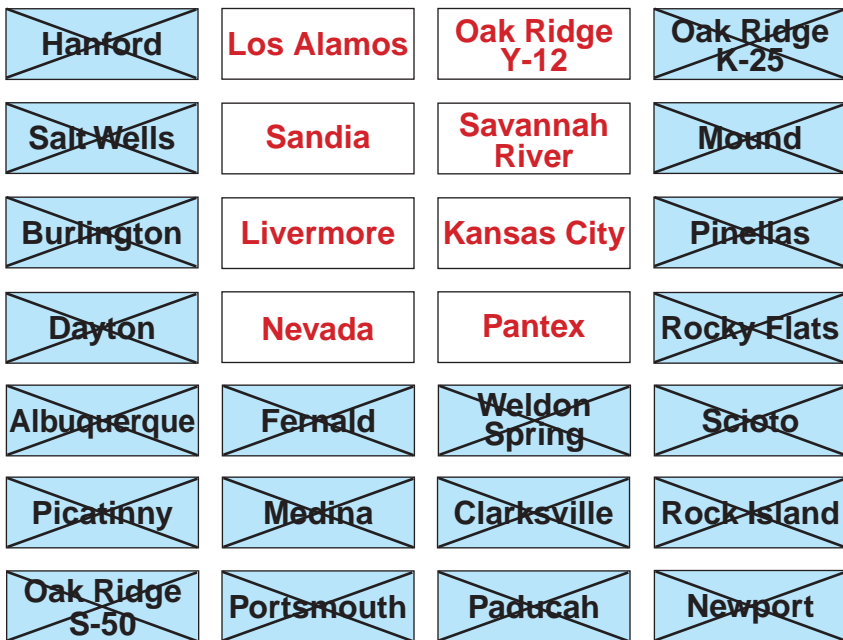 Hanford
Los Alamos
Oak Ridge
Y-12
Oak Ridge
K-25
Salt Wells
Sandia
Savannah
River
Mound
Burlington
Livermore
Kansas City
Pinellas
Dayton
Nevada
Pantex
Rocky Flats
Albuquerque
Fernald
Weldon
Spring
Scioto
Picatinny
Medina
Clarksville
Rock Island
Oak Ridge
S-50
Portsmouth
Paducah
Newport